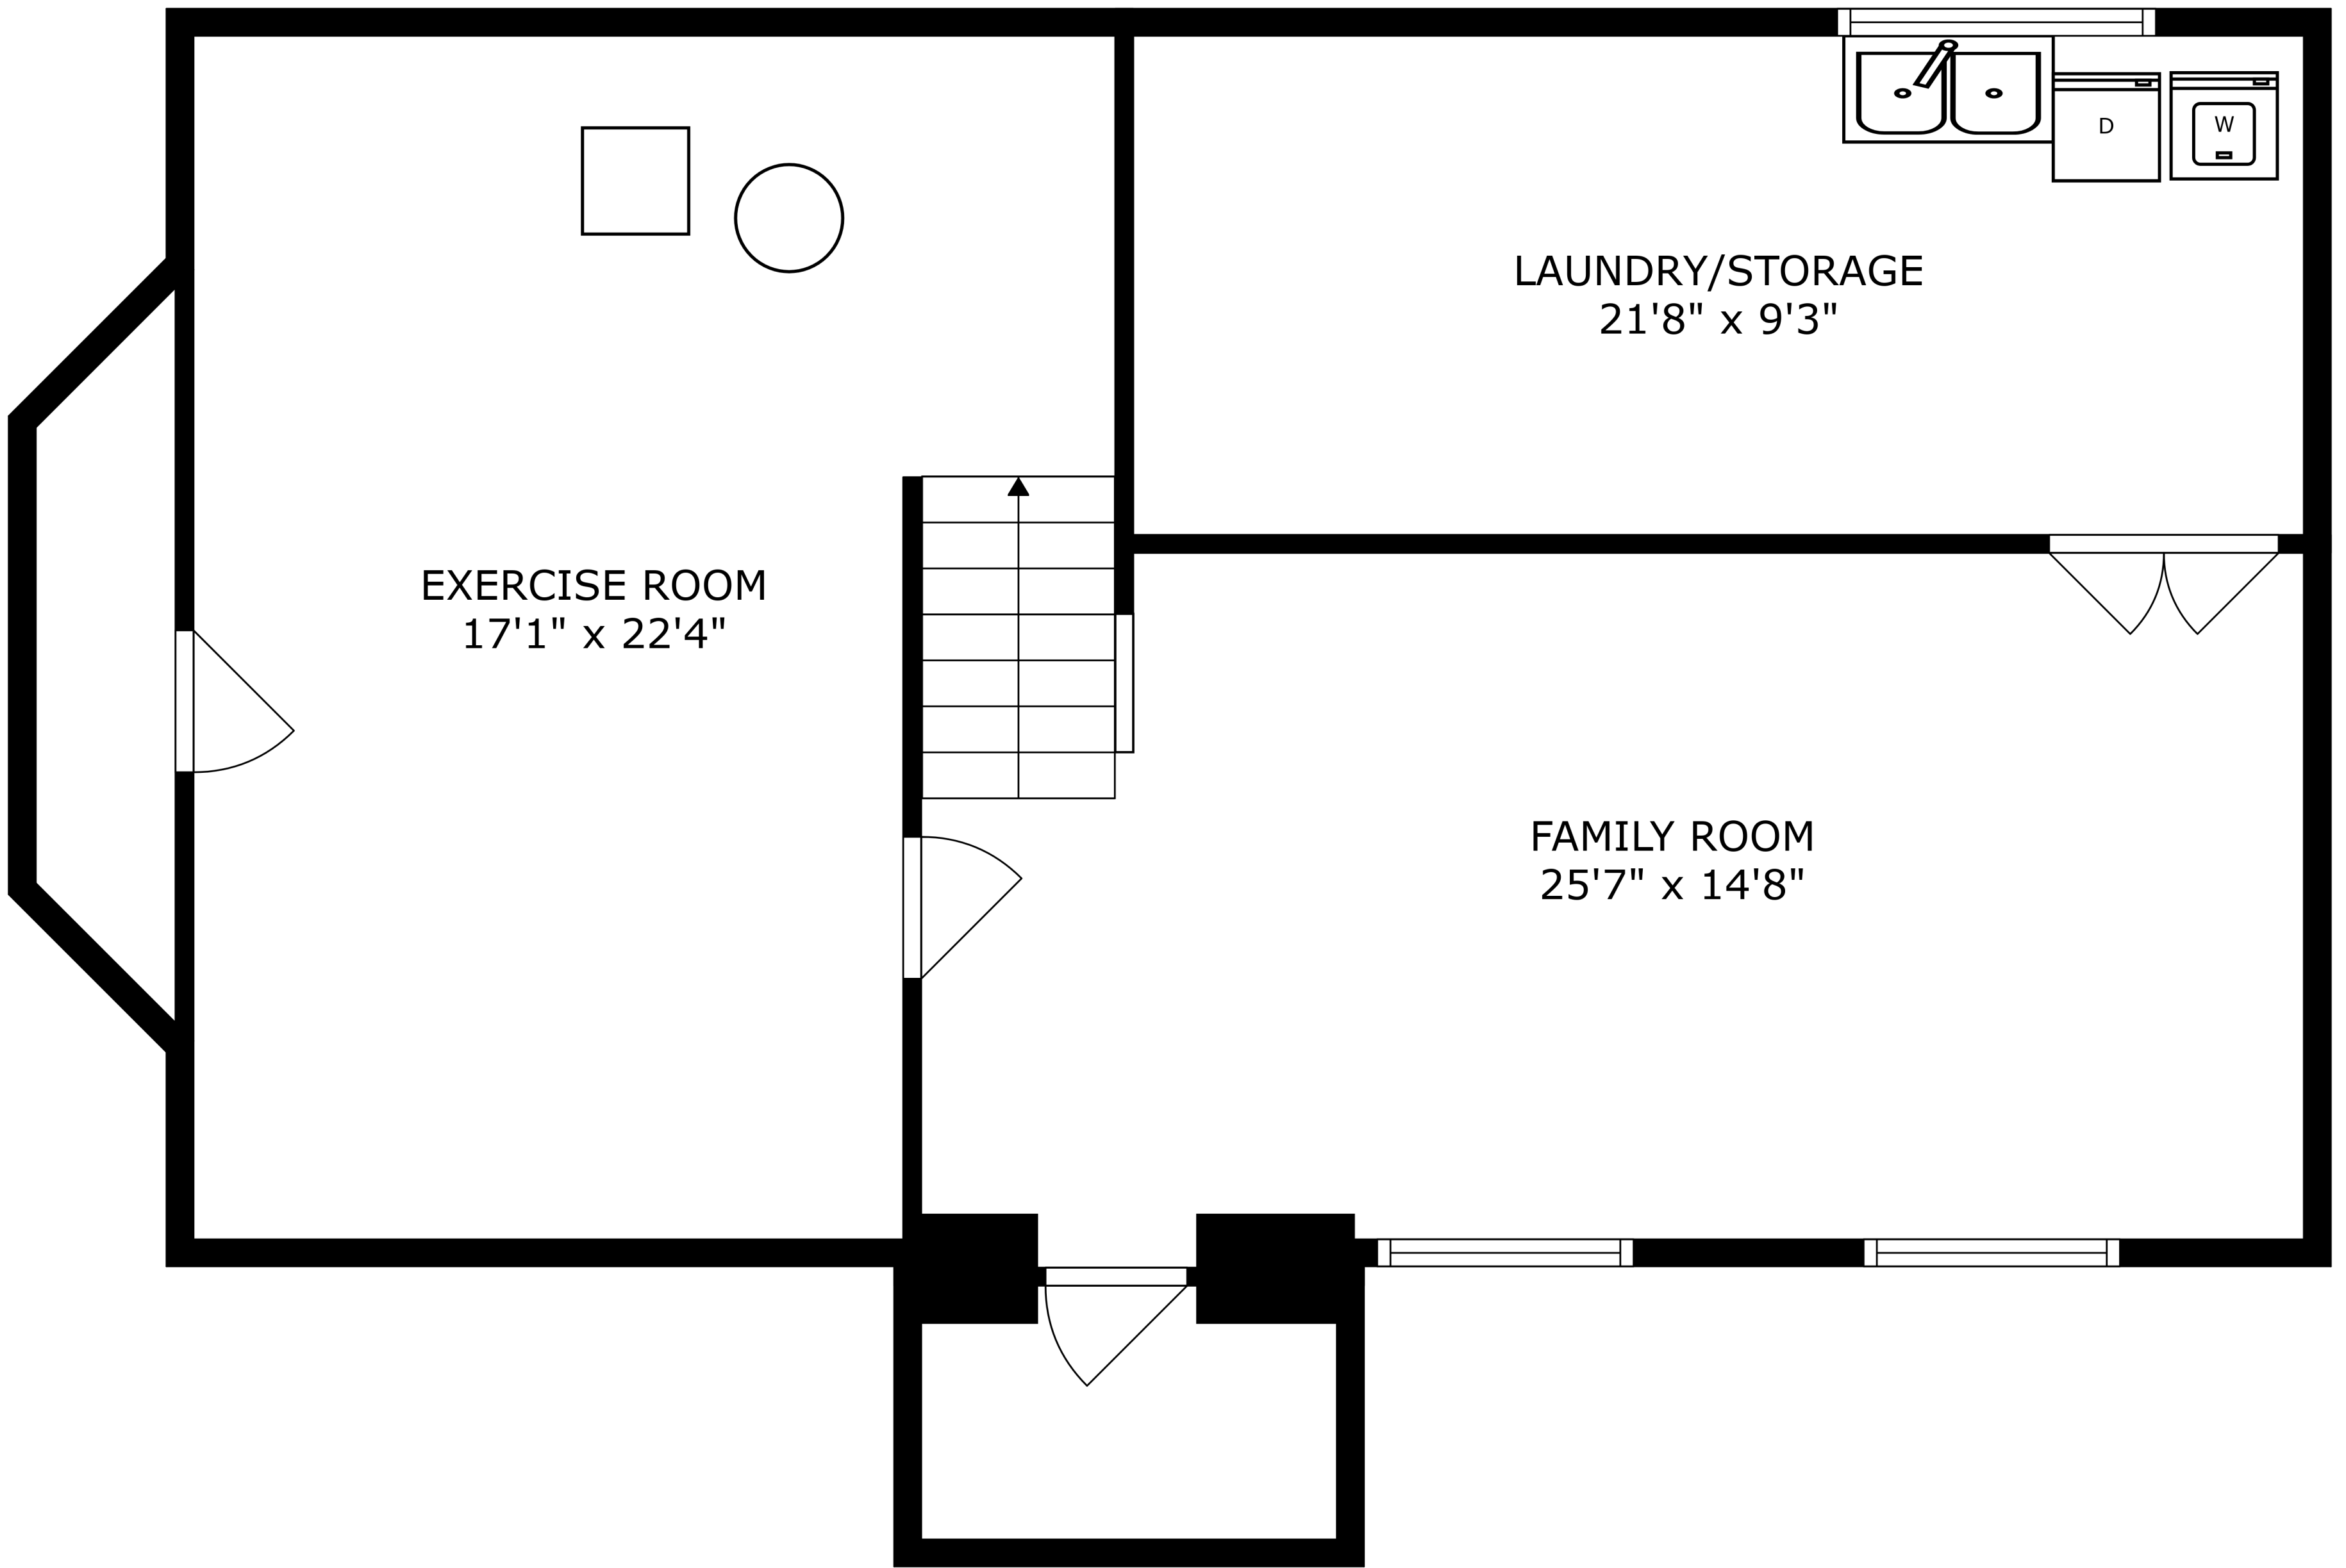 D
W
LAUNDRY/STORAGE
21'8" x 9'3"
EXERCISE ROOM
17'1" x 22'4"
FAMILY ROOM
25'7" x 14'8"